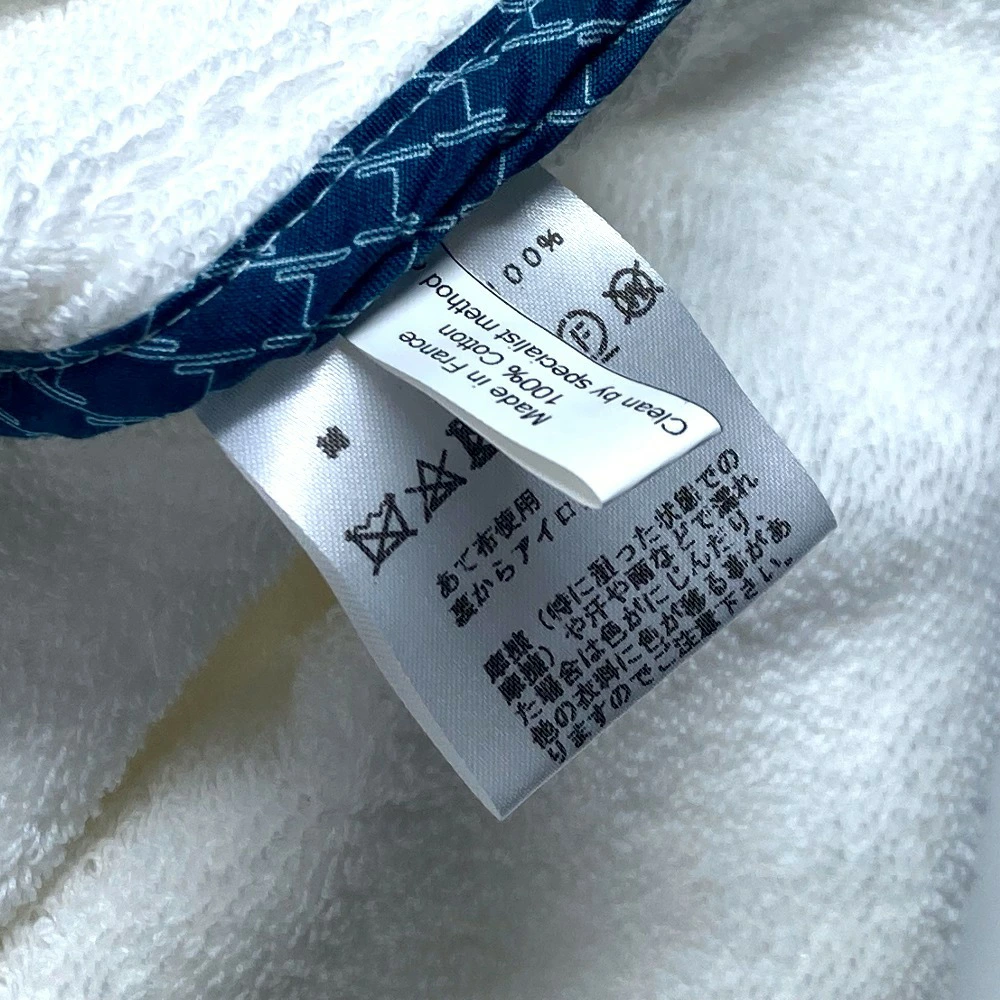 Made in France
100% Cotton
Clean by specialist method
綿
00%
あて布使用
裏からアイロ
摩擦（特に湿った状態での
摩擦）や汗や雨などで濡れ
た場合は色がにじんだり、
他の衣料に色が移る事があ
りますのでご注意下さい。